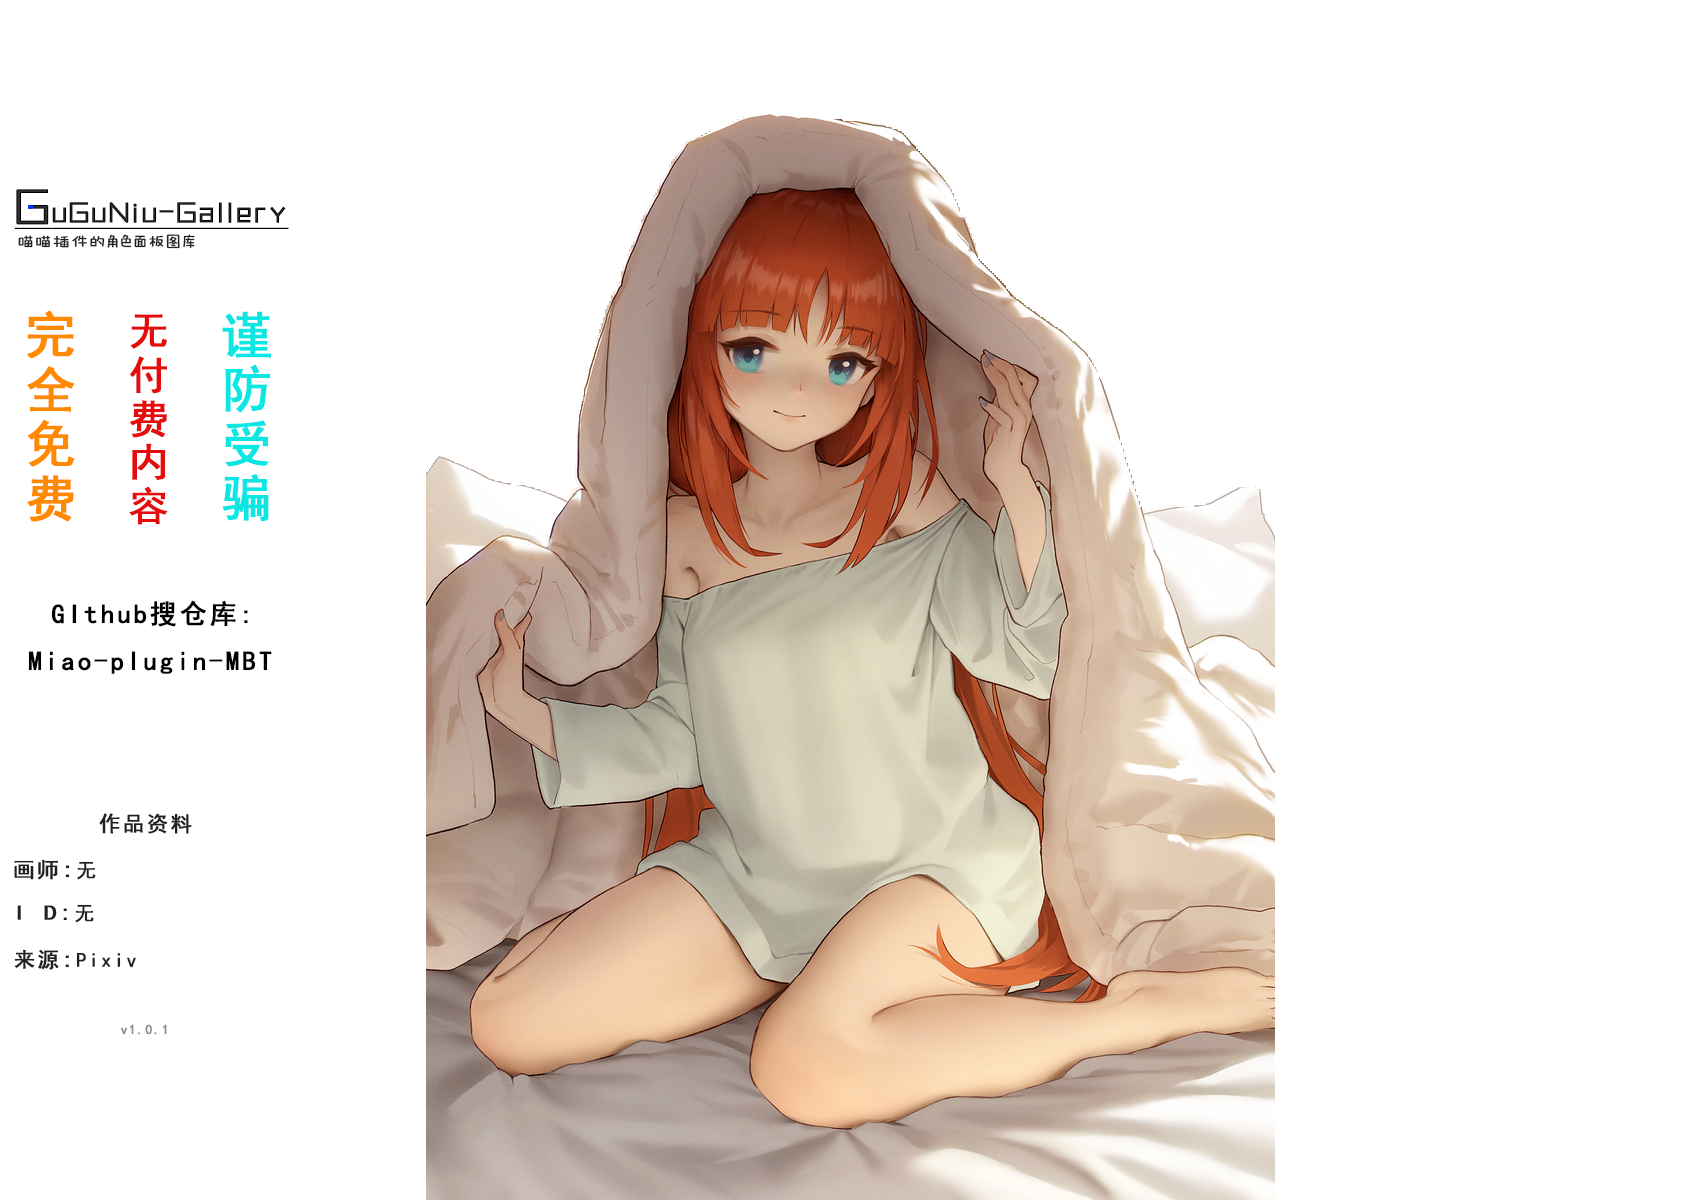 GuGuNiu-Gallery
喵喵插件的角色面板图库
完全免费
无付费内容
谨防受骗
GIthub搜仓库:
Miao-plugin-MBT
作品资料
画师:无
I D:无
来源:Pixiv
v1.0.1